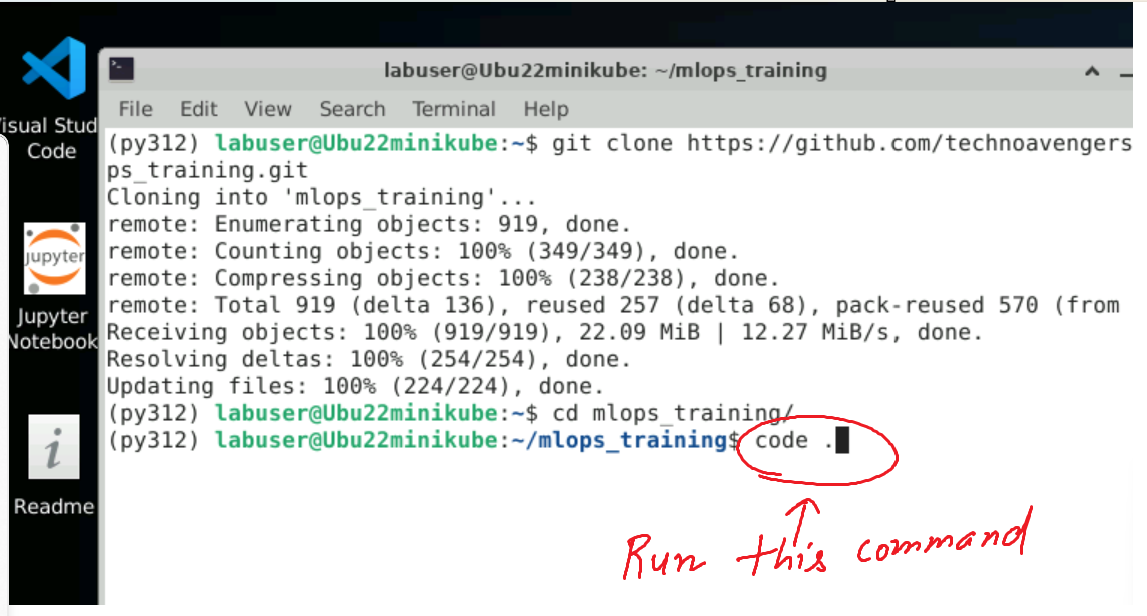 Visual Stud
Code
Jupyter
Jupyter
Notebook
i
Readme
labuser@Ubu22minikube: ~/mlops_training
File Edit View Search Terminal Help
(py312) labuser@Ubu22minikube:~$ git clone https://github.com/technoavengers
ps_training.git
Cloning into 'mlops_training'...
remote: Enumerating objects: 919, done.
remote: Counting objects: 100% (349/349), done.
remote: Compressing objects: 100% (238/238), done.
remote: Total 919 (delta 136), reused 257 (delta 68), pack-reused 570 (from
Receiving objects: 100% (919/919), 22.09 MiB | 12.27 MiB/s, done.
Resolving deltas: 100% (254/254), done.
Updating files: 100% (224/224), done.
(py312) labuser@Ubu22minikube:~$ cd mlops_training/
(py312) labuser@Ubu22minikube:~/mlops_training$ code .
Run this command